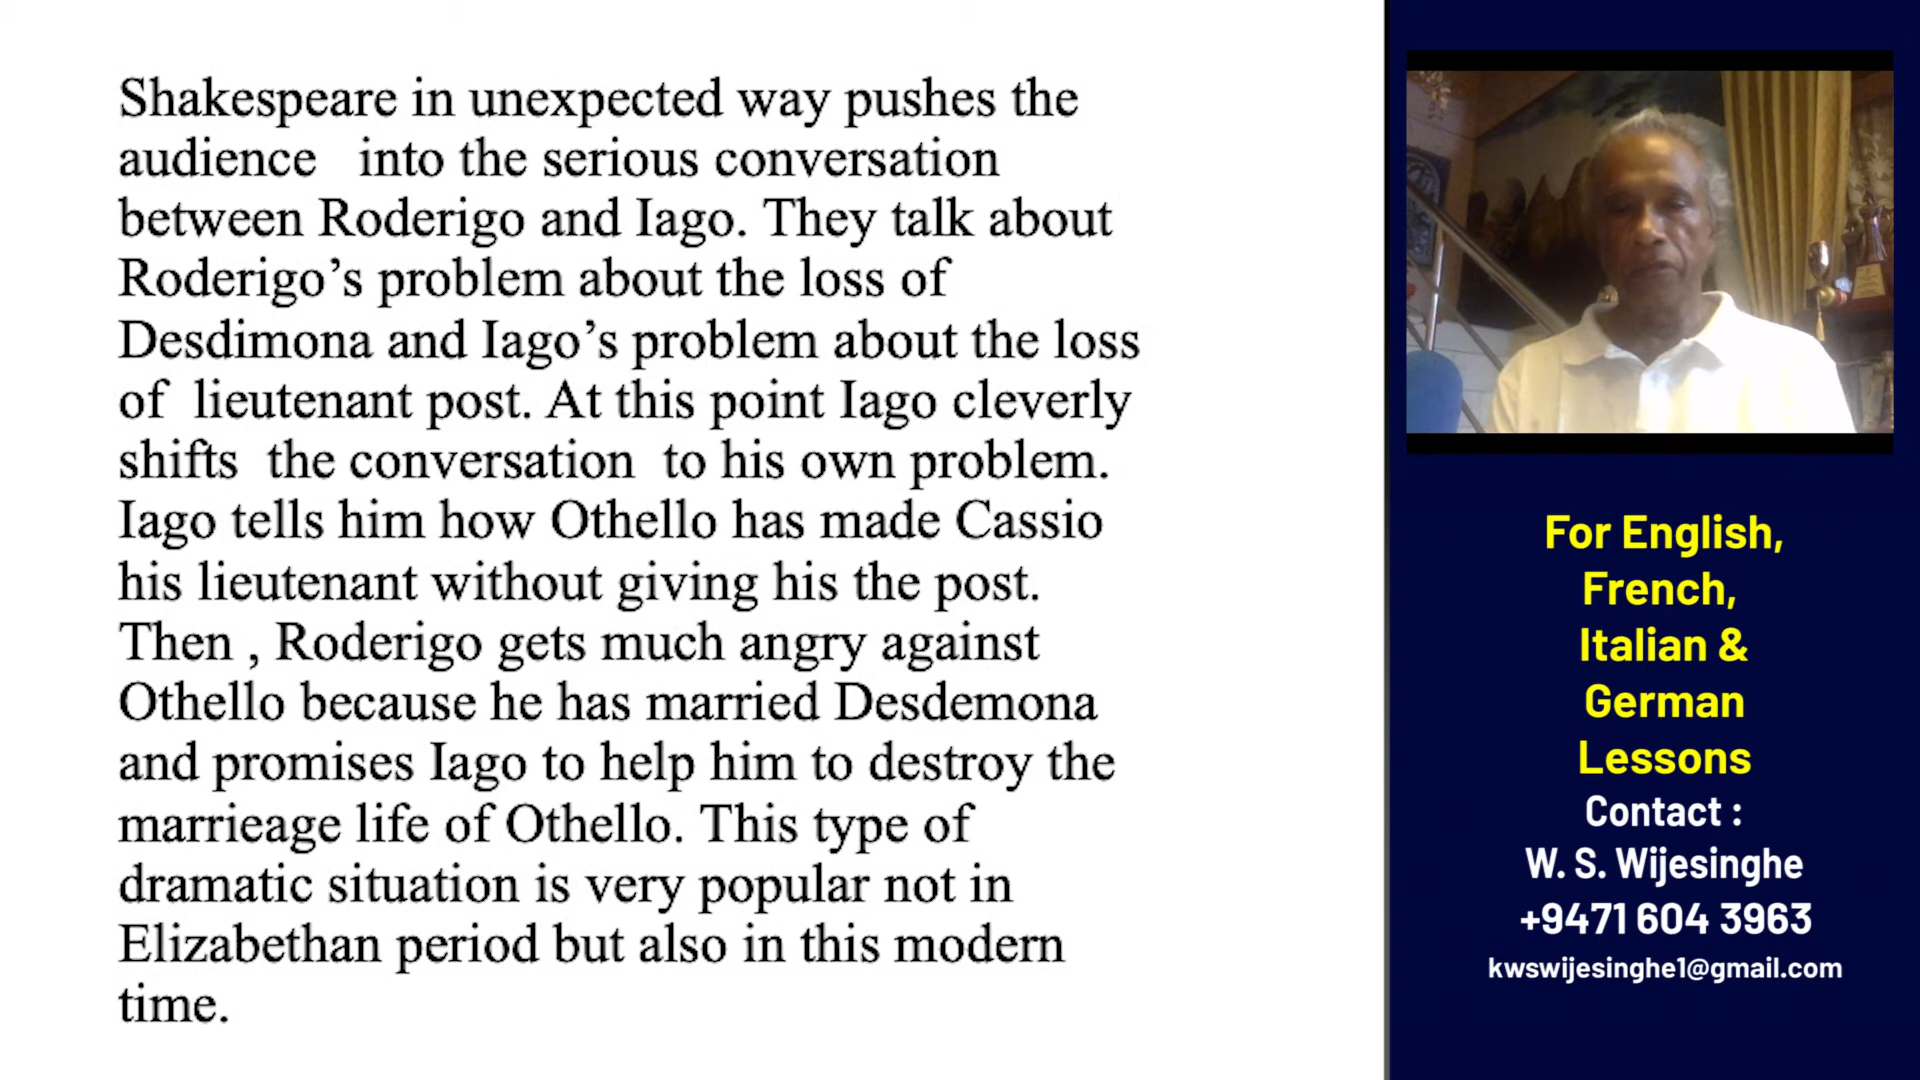 Shakespeare in unexpected way pushes the
audience into the serious conversation
between Roderigo and Iago. They talk about
Roderigo’s problem about the loss of
Desdimona and Iago’s problem about the loss
of lieutenant post. At this point Iago cleverly
shifts the conversation to his own problem.
Iago tells him how Othello has made Cassio
his lieutenant without giving his the post.
Then , Roderigo gets much angry against
Othello because he has married Desdemona
and promises Iago to help him to destroy the
marrieage life of Othello. This type of
dramatic situation is very popular not in
Elizabethan period but also in this modern
time.
For English,
French,
Italian &
German
Lessons
Contact :
W. S. Wijesinghe
+9471 604 3963
kwswijesinghe1@gmail.com